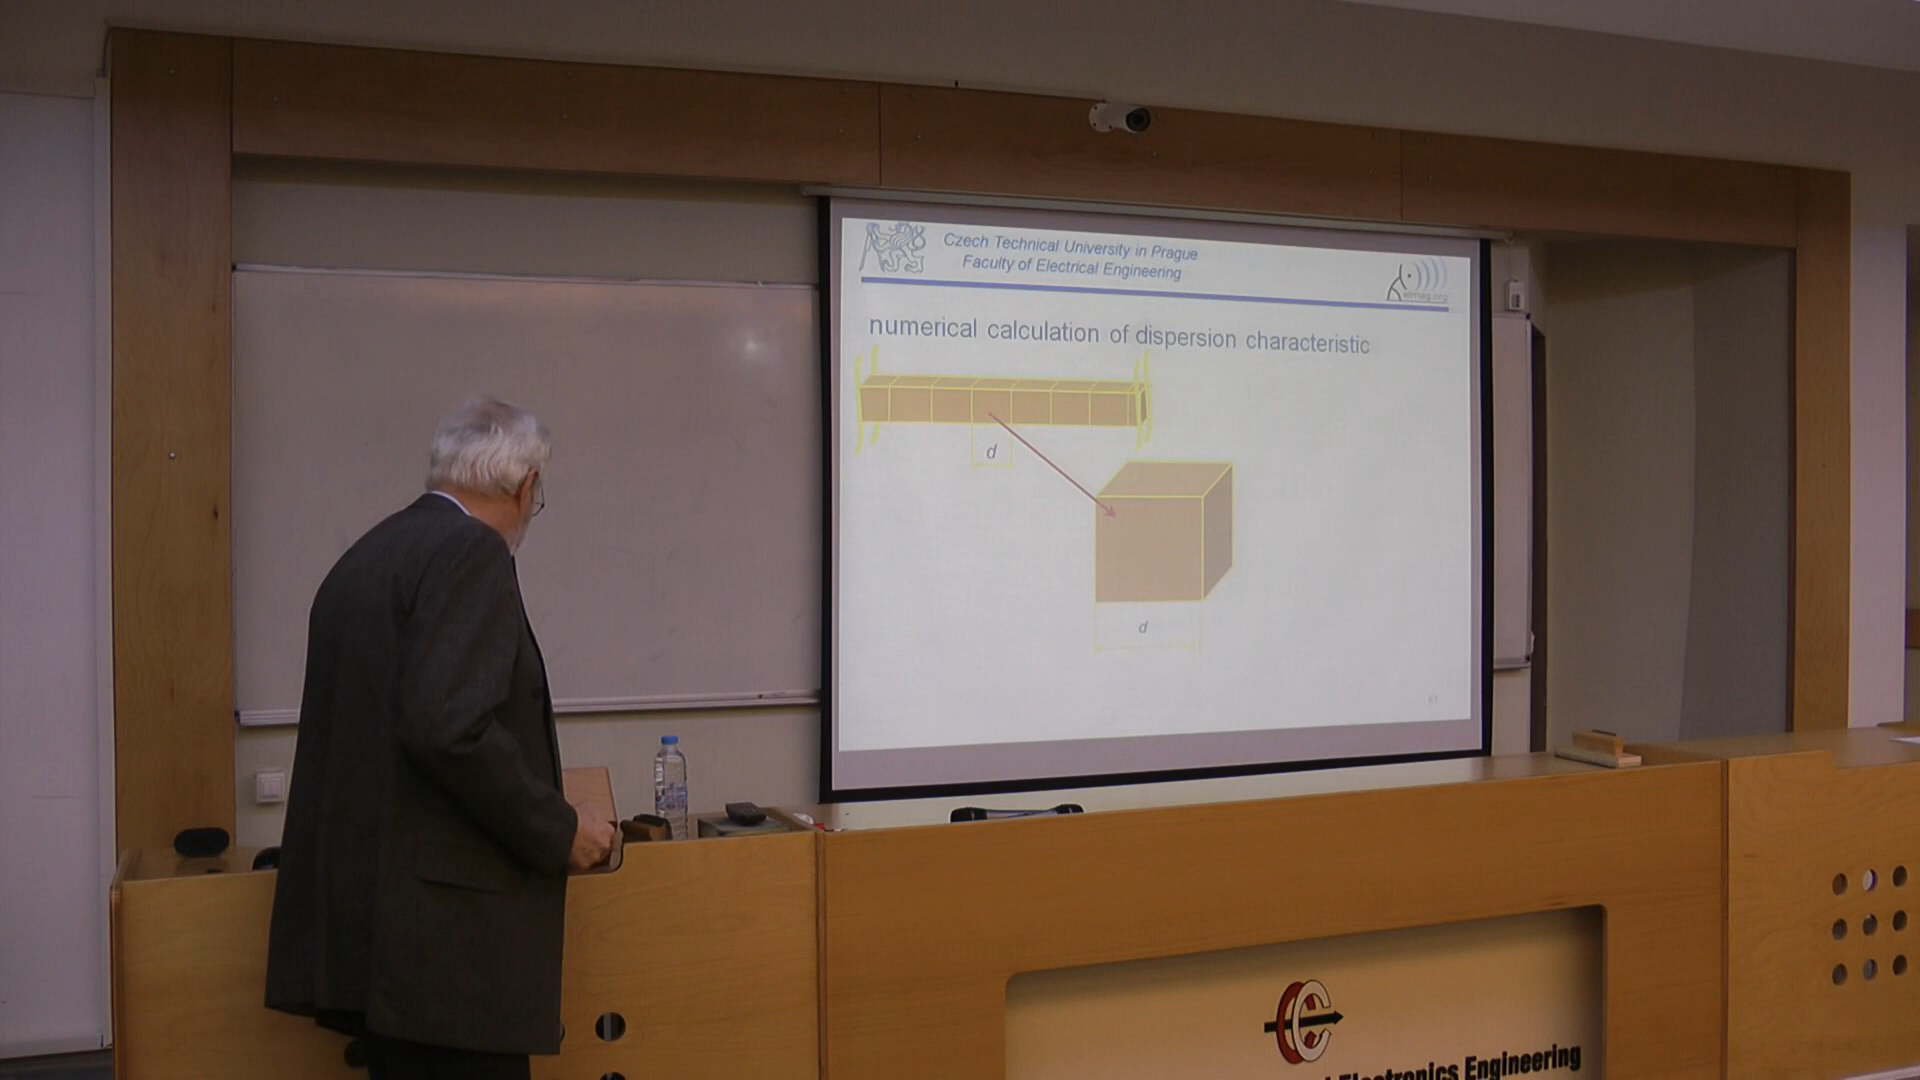 Czech Technical University in Prague
Faculty of Electrical Engineering
elmag.org
numerical calculation of dispersion characteristic
d
d
Electronics Engineering